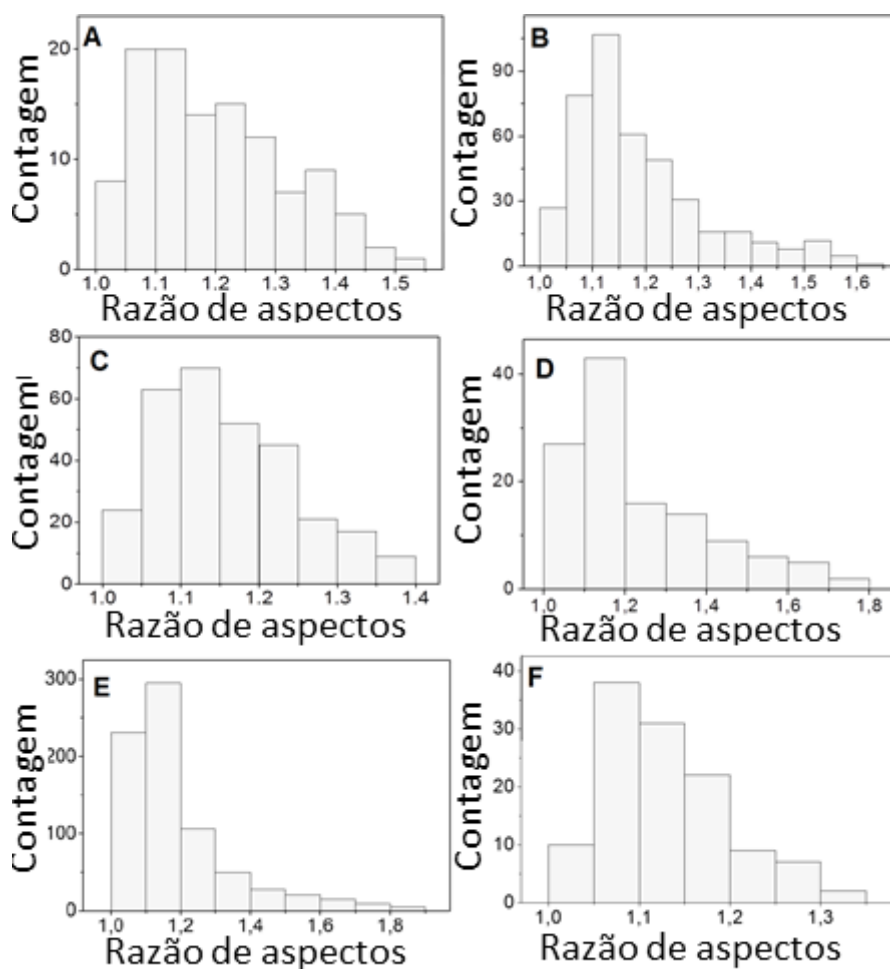 A
Contagem
20
10
0
1.0 1.1 1.2 1.3 1.4 1.5
Razão de aspectos
B
Contagem
90
60
30
0
1,0 1,1 1,2 1,3 1,4 1,5 1,6
Razão de aspectos
C
Contagem
80
60
40
20
0
1.0 1.1 1.2 1.3 1.4
Razão de aspectos
D
Contagem
40
20
0
1,0 1,2 1,4 1,6 1,8
Razão de aspectos
E
Contagem
300
200
100
0
1,0 1,2 1,4 1,6 1,8
Razão de aspectos
F
Contagem
40
30
20
10
0
1,0 1,1 1,2 1,3
Razão de aspectos